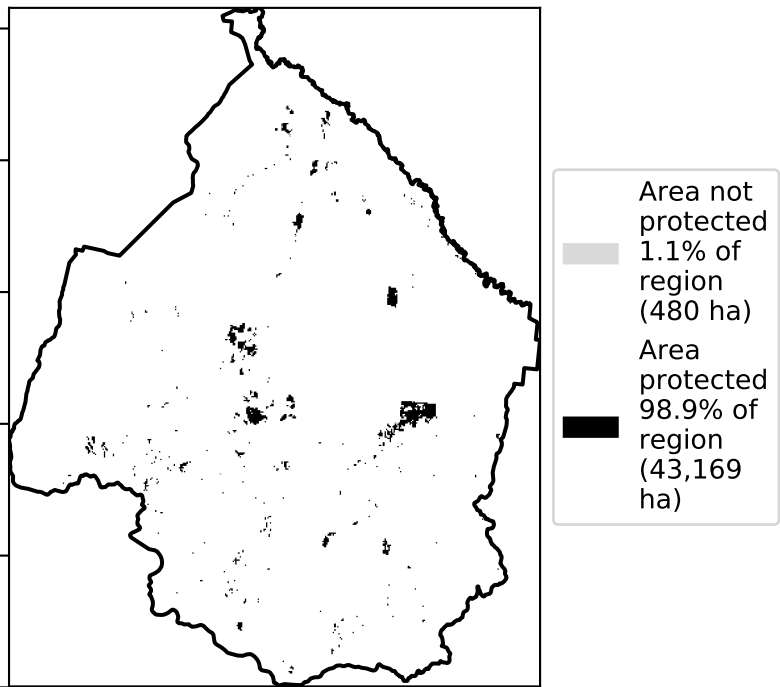 Area not
protected
1.1% of
region
(480 ha)
Area
protected
98.9% of
region
(43,169
ha)